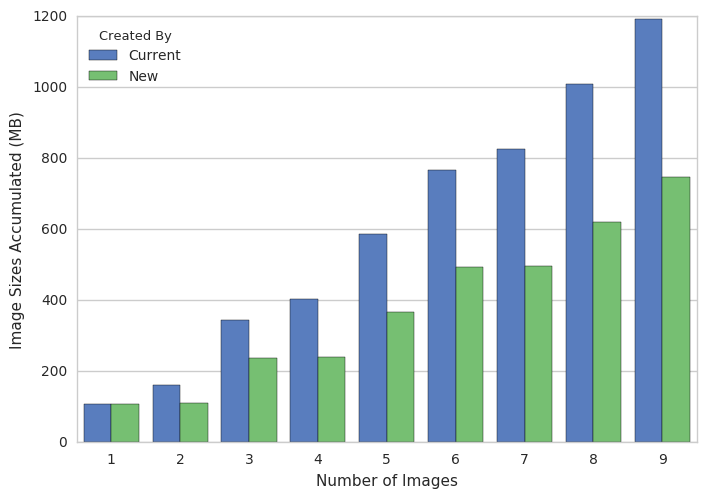 1200
1000
800
600
400
200
0
Image Sizes Accumulated (MB)
Created By
Current
New
1 2 3 4 5 6 7 8 9
Number of Images